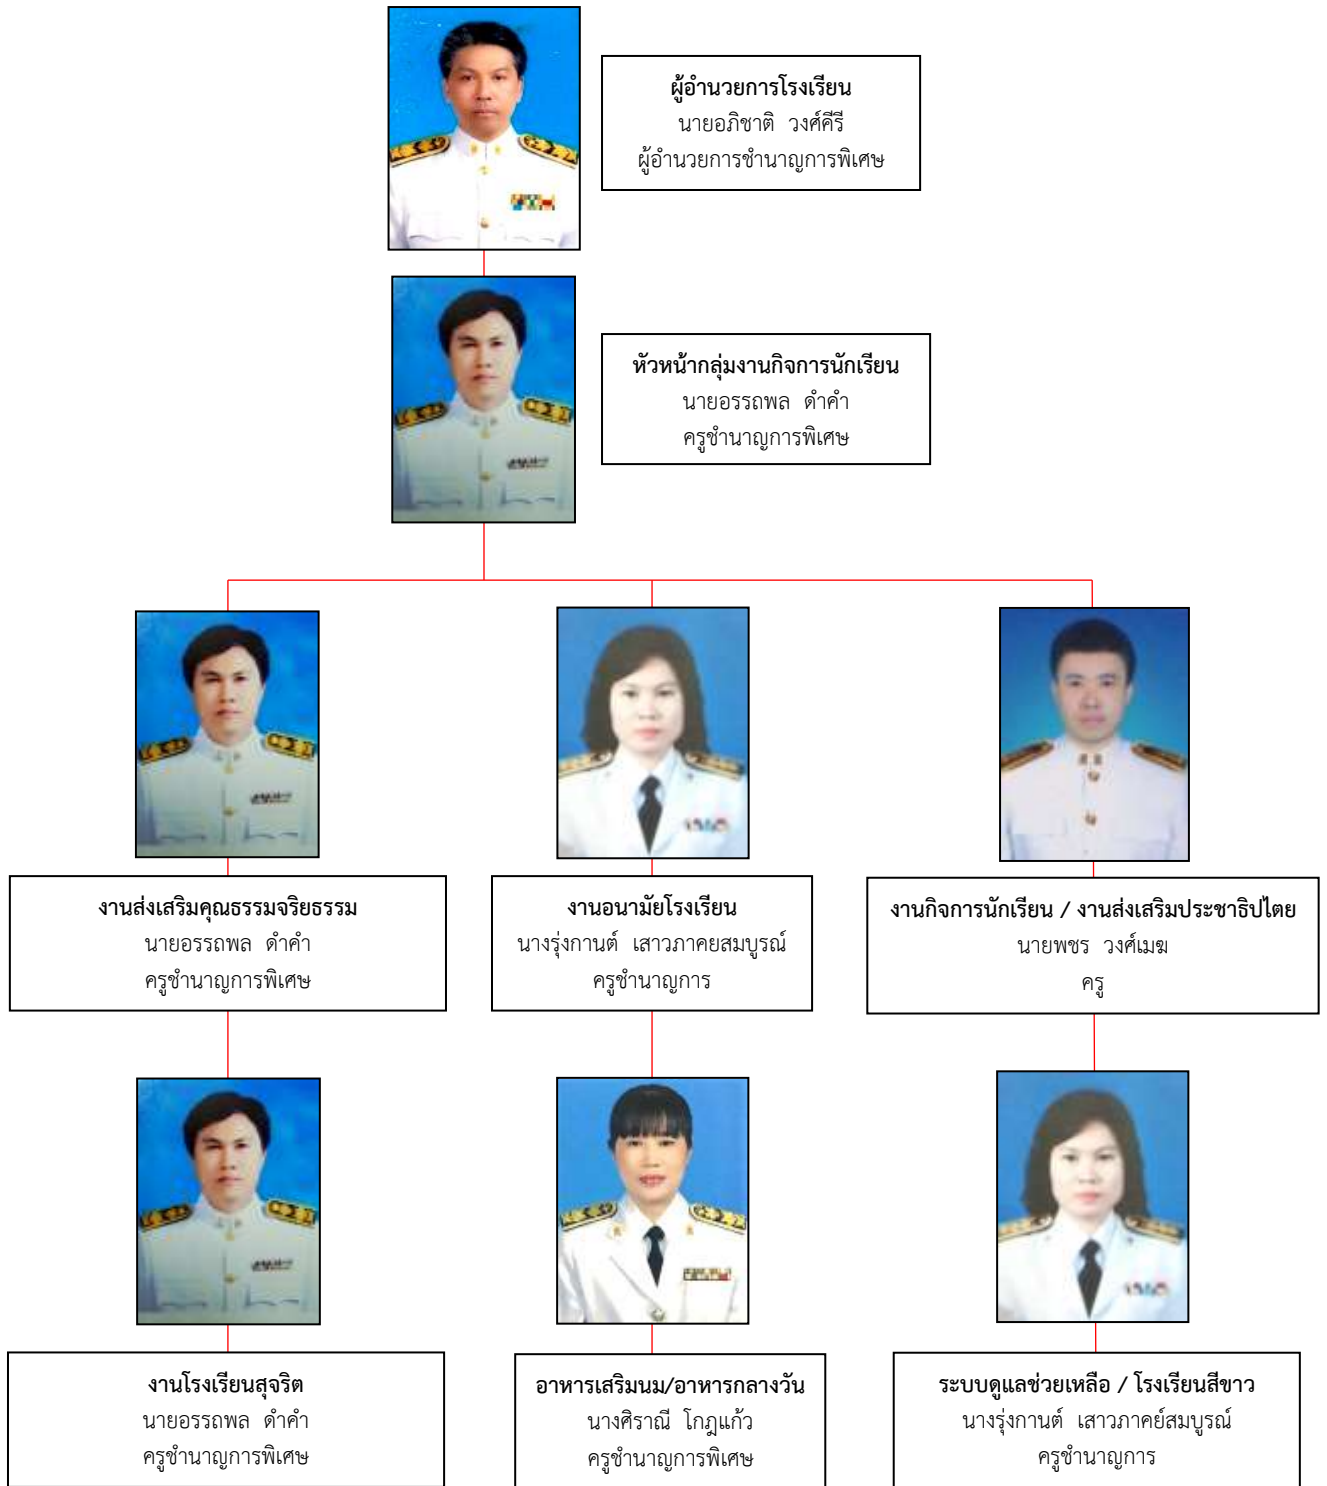 ผู้อำนวยการโรงเรียน
นายอภิชาติ วงศ์คีรี
ผู้อำนวยการชำนาญการพิเศษ
หัวหน้ากลุ่มงานกิจการนักเรียน
นายอรรถพล ดำคำ
ครูชำนาญการพิเศษ
งานส่งเสริมคุณธรรมจริยธรรม
นายอรรถพล ดำคำ
ครูชำนาญการพิเศษ
งานอนามัยโรงเรียน
นางรุ่งกานต์ เสาวภาคยสมบูรณ์
ครูชำนาญการ
งานกิจการนักเรียน / งานส่งเสริมประชาธิปไตย
นายพชร วงศ์เมฆ
ครู
งานโรงเรียนสุจริต
นายอรรถพล ดำคำ
ครูชำนาญการพิเศษ
อาหารเสริมนม/อาหารกลางวัน
นางศิราณี โกฎแก้ว
ครูชำนาญการพิเศษ
ระบบดูแลช่วยเหลือ / โรงเรียนสีขาว
นางรุ่งกานต์ เสาวภาคย์สมบูรณ์
ครูชำนาญการ